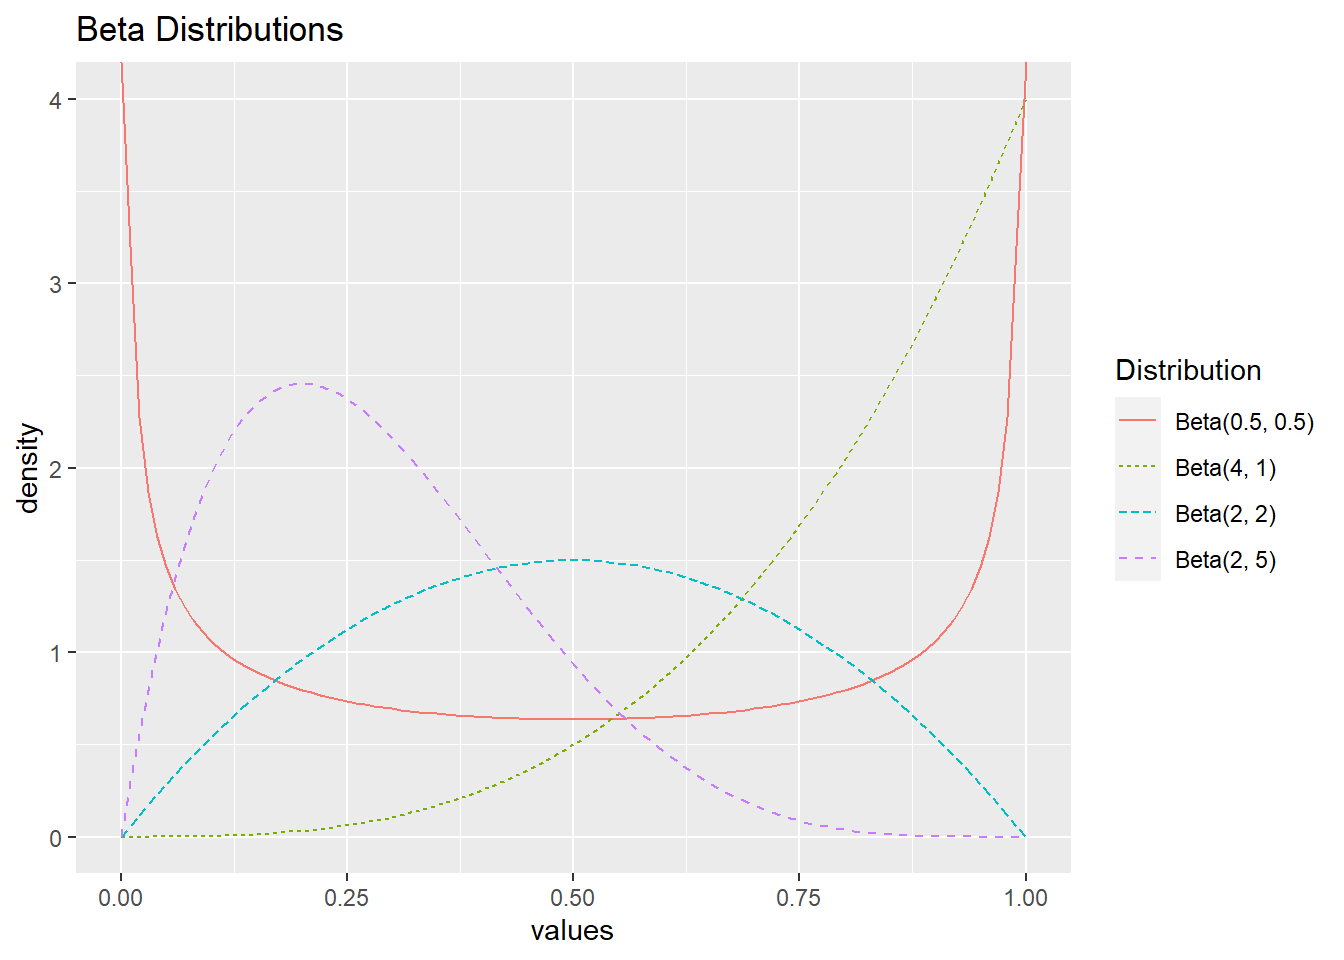 Beta Distributions
4
3
2
1
0
density
0.00 0.25 0.50 0.75 1.00
values
Distribution
Beta(0.5, 0.5)
Beta(4, 1)
Beta(2, 2)
Beta(2, 5)